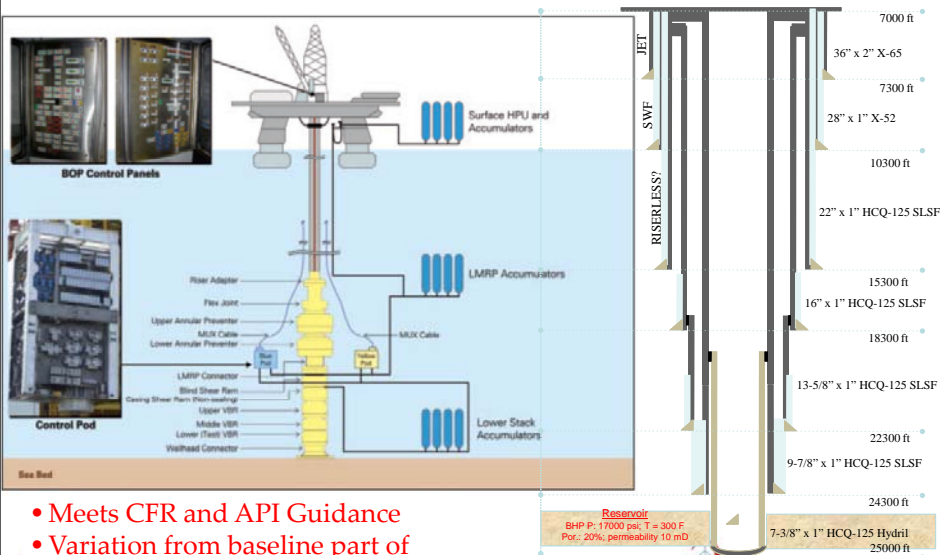 BOP Control Panels
Control Pod
Surface HPU and
Accumulators
LMRP Accumulators
Lower Stack
Accumulators
Riser Adapter
Flex Joint
Upper Annular Preventer
MUX Cable
Lower Annular Preventer
MUX Cable
Blue
Pod
Yellow
Pod
LMRP Connector
Blind Shear Ram
Casing Shear Ram (Non-sealing)
Upper VBR
Middle VBR
Lower (Test) VBR
Wellhead Connector
Sea Bed
• Meets CFR and API Guidance
• Variation from baseline part of
JET
SWF
RISERLESS?
7000 ft
36” x 2” X-65
7300 ft
28” x 1” X-52
10300 ft
22” x 1” HCQ-125 SLSF
15300 ft
16” x 1” HCQ-125 SLSF
18300 ft
13-5/8” x 1” HCQ-125 SLSF
22300 ft
9-7/8” x 1” HCQ-125 SLSF
24300 ft
Reservoir
BHP P: 17000 psi; T = 300 F
Por.: 20%; permeability 10 mD
7-3/8” x 1” HCQ-125 Hydril
25000 ft